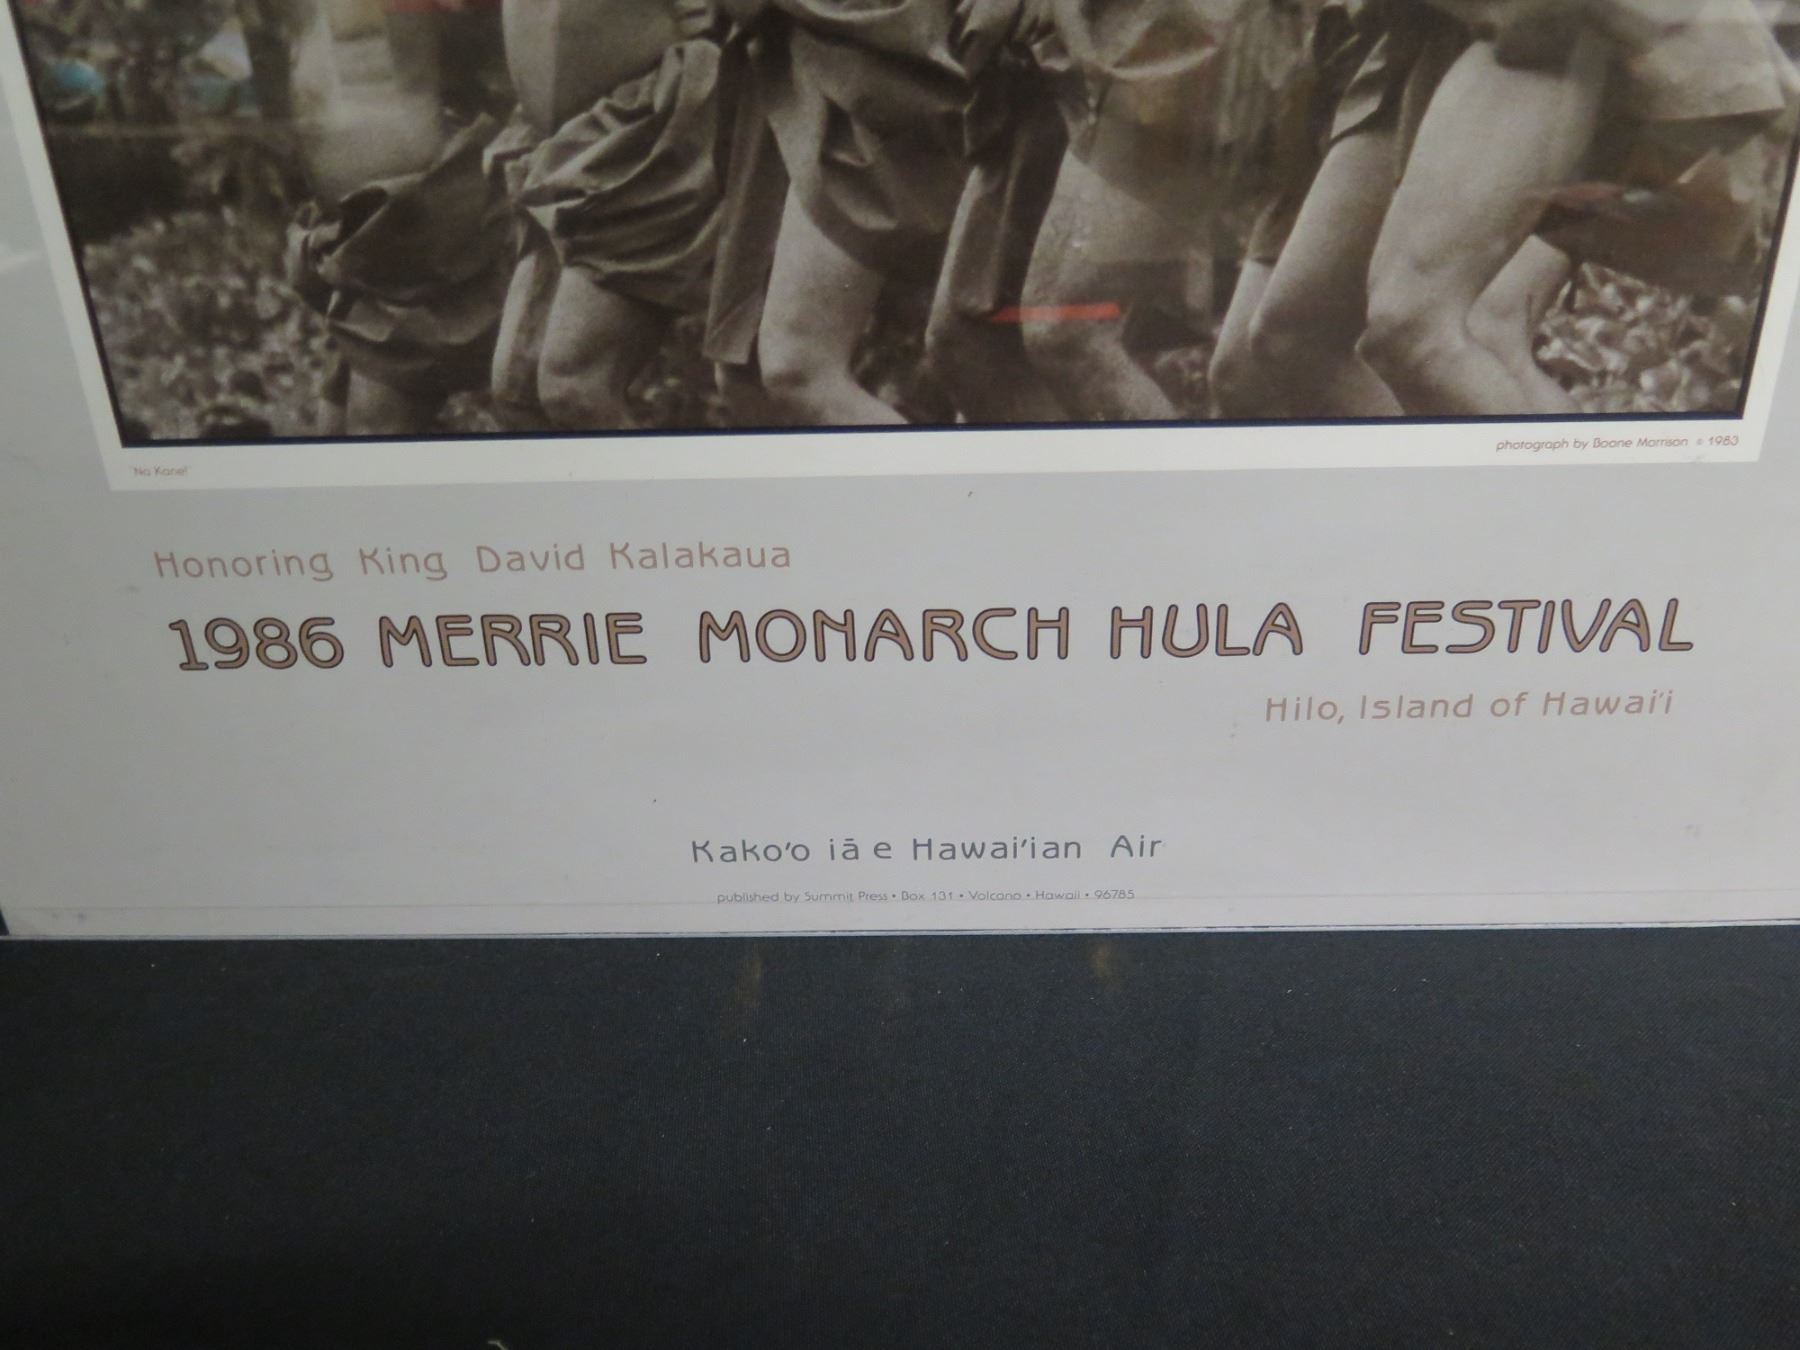 photograph by Boone Morrison © 1983
'Na Kane'
Honoring King David Kalakaua
1986 MERRIE MONARCH HULA FESTIVAL
Hilo, Island of Hawai'i
Kako'o iā e Hawai'ian Air
published by Summit Press • Box 131 • Volcano • Hawaii • 96785